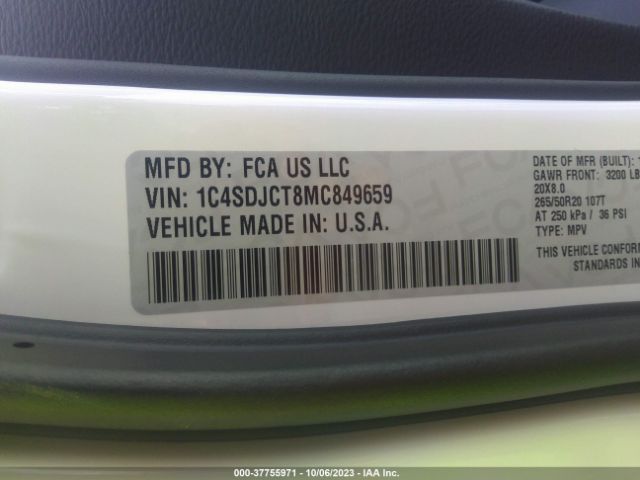 MFD BY: FCA US LLC
VIN: 1C4SDJCT8MC849659
VEHICLE MADE IN: U.S.A.
DATE OF MFR (BUILT):
GAWR FRONT: 3200 LB
20X8.0
265/50R20 107T
AT 250 kPa / 36 PSI
TYPE: MPV
THIS VEHICLE CONFORM
STANDARDS IN
000-37755971 - 10/06/2023 - IAA Inc.